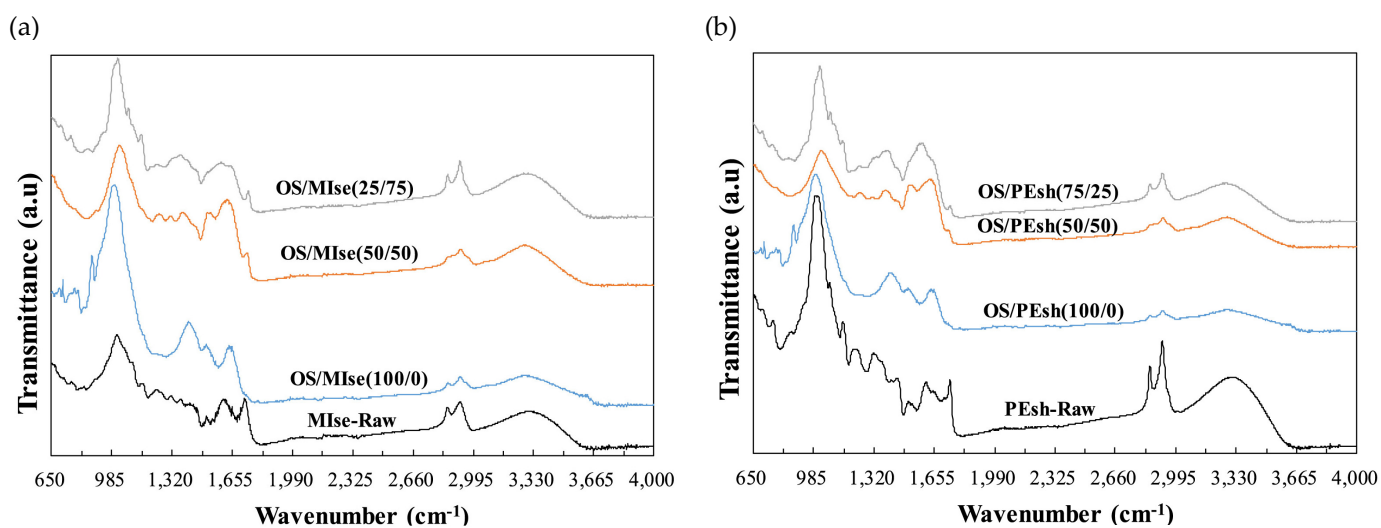 (a)
OS/MIse(25/75)
OS/MIse(50/50)
OS/MIse(100/0)
MIse-Raw
Transmittance (a.u)
650 985 1,320 1,655 1,990 2,325 2,660 2,995 3,330 3,665 4,000
Wavenumber (cm-1)
(b)
OS/PEsh(75/25)
OS/PEsh(50/50)
OS/PEsh(100/0)
PEsh-Raw
Transmittance (a.u)
650 985 1,320 1,655 1,990 2,325 2,660 2,995 3,330 3,665 4,000
Wavenumber (cm-1)